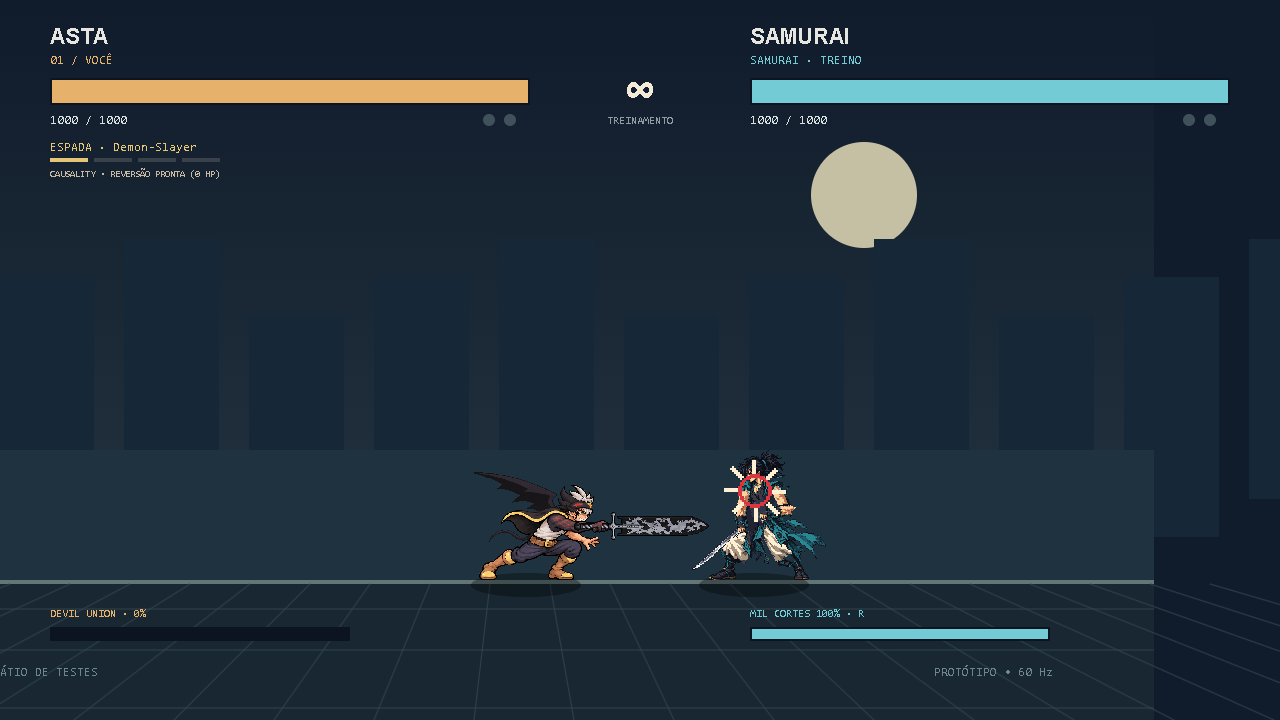 ASTA
01 / VOCÊ
1000 / 1000
ESPADA · Demon-Slayer
CAUSALITY · REVERSÃO PRONTA (0 HP)
∞
TREINAMENTO
SAMURAI
SAMURAI · TREINO
1000 / 1000
DEVIL UNION · 0%
MIL CORTES 100% · R
ÁTIO DE TESTES
PROTÓTIPO • 60 Hz